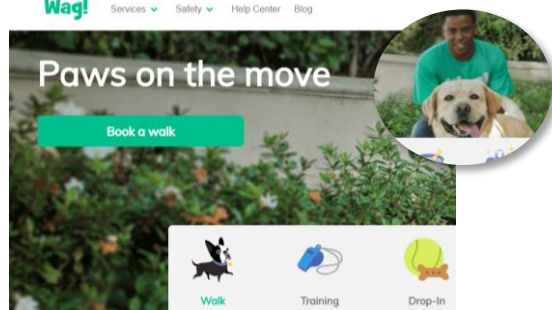 Wag!
Services Safety Help Center Blog
Paws on the move
Book a walk
Walk Training Drop-In